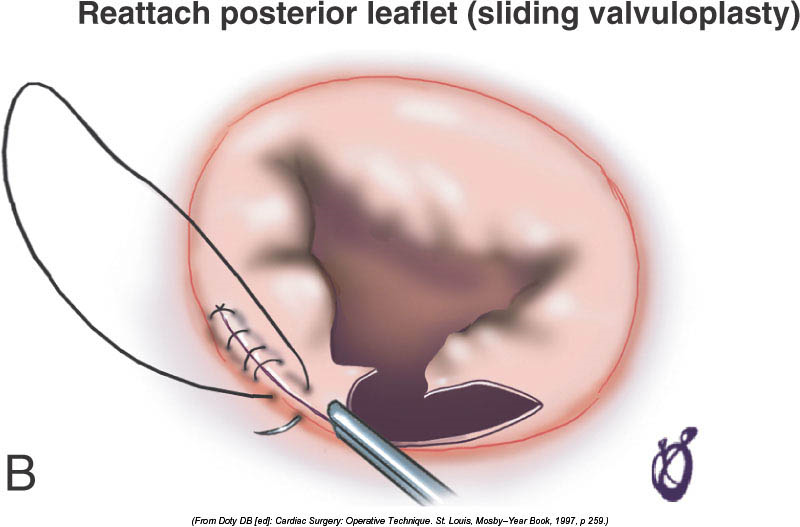 Reattach posterior leaflet (sliding valvuloplasty)
B
(From Doty DB [ed]: Cardiac Surgery: Operative Technique. St. Louis, Mosby–Year Book, 1997, p 259.)